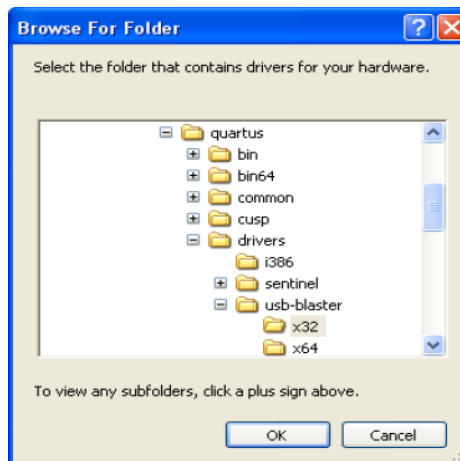 Browse For Folder
Select the folder that contains drivers for your hardware.
quartus
bin
bin64
common
cusp
drivers
i386
sentinel
usb-blaster
x32
x64
To view any subfolders, click a plus sign above.
OK Cancel